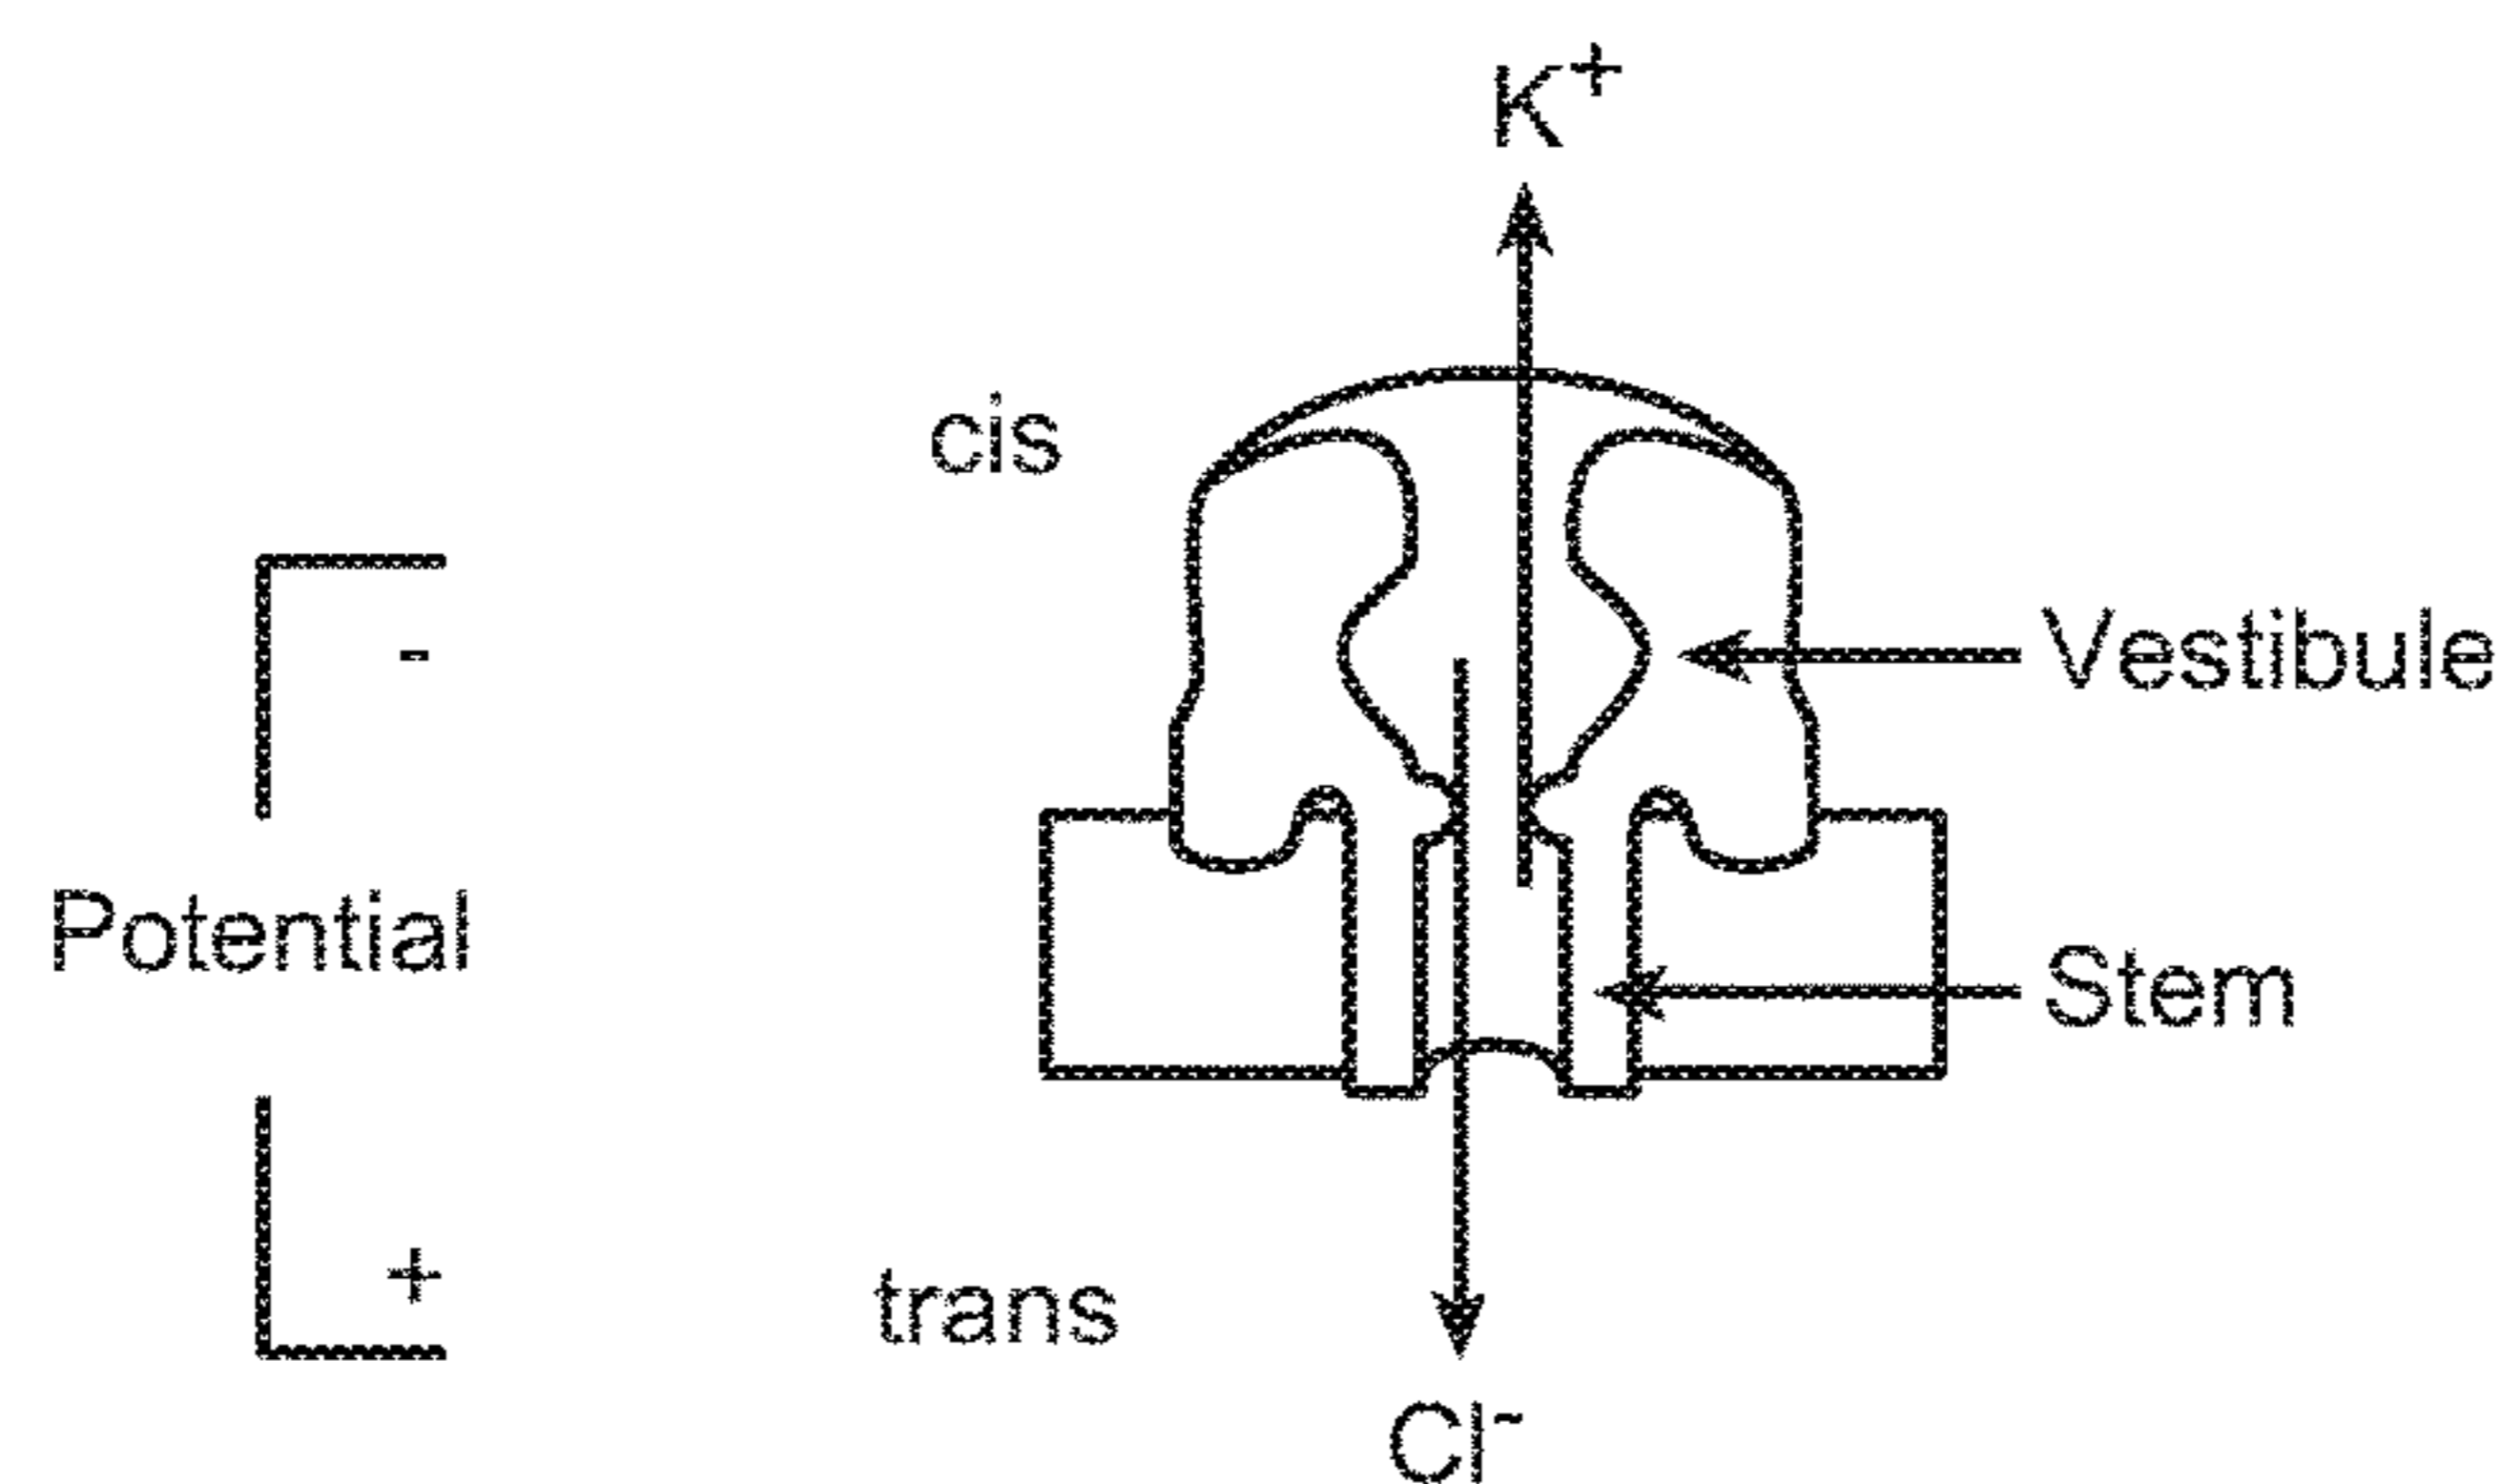 K+
cis
-
Vestibule
Potential
Stem
+
trans
Cl-